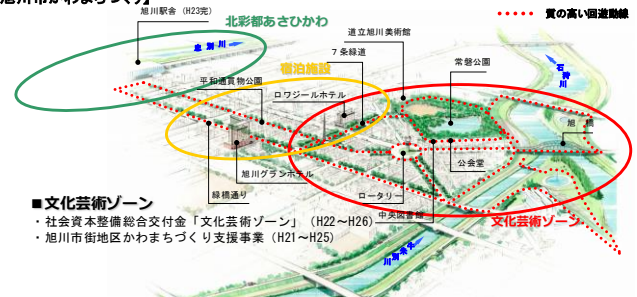 旭川市かわまちづくり】
旭川駅舎（H23完）
北彩都あさひかわ
質の高い回遊動線
道立旭川美術館
7条緑道
常磐公園
忠別川
石狩川
宿泊施設
平和通買物公園
ロワジールホテル
旭橋
公会堂
旭川グランドホテル
緑橋通り
ロータリー
中央図書館
文化芸術ゾーン
■文化芸術ゾーン
・社会資本整備総合交付金「文化芸術ゾーン」（H22～H26）
・旭川市街地区かわまちづくり支援事業（H21～H25）
牛朱別川